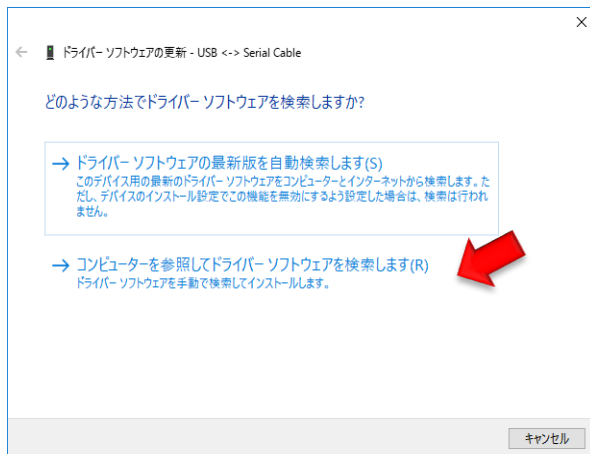 ドライバー ソフトウェアの更新 - USB <-> Serial Cable
どのような方法でドライバー ソフトウェアを検索しますか?
→ ドライバー ソフトウェアの最新版を自動検索します(S)
このデバイス用の最新のドライバー ソフトウェアをコンピューターとインターネットから検索します。た
だし、デバイスのインストール設定でこの機能を無効にするよう設定した場合は、検索は行われ
ません。
→ コンピューターを参照してドライバー ソフトウェアを検索します(R)
ドライバー ソフトウェアを手動で検索してインストールします。
キャンセル